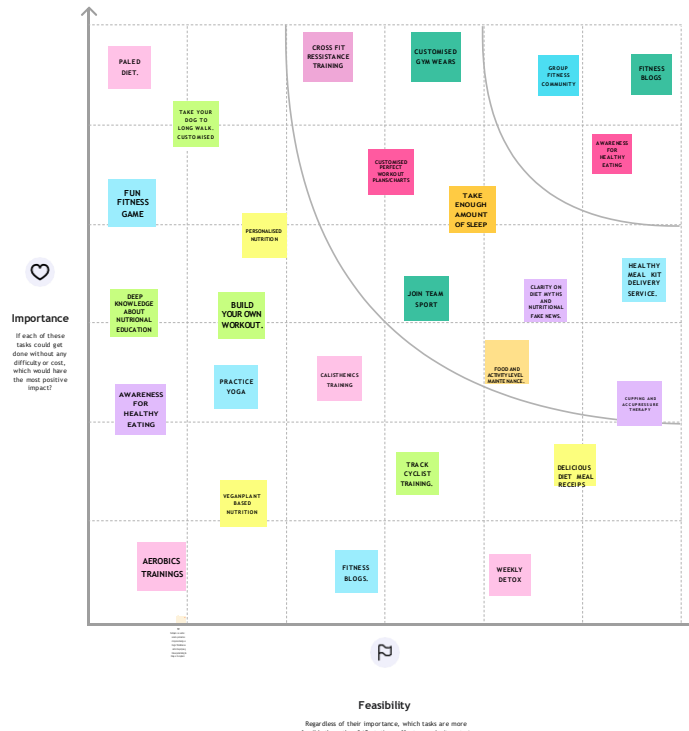 PALED
DIET.
CROSS FIT
RESSISTANCE
TRAINING
CUSTOMISED
GYM WEARS
GROUP
FITNESS
COMMUNITY
FITNESS
BLOGS
TAKE YOUR
DOG TO
LONG WALK.
CUSTOMISED
CUSTOMISED
PERFECT
WORKOUT
PLANS/CHARTS
AWARENESS
FOR
HEALTHY
EATING
FUN
FITNESS
GAME
TAKE
ENOUGH
AMOUNT
OF SLEEP
PERSONALISED
NUTRITION
HEALTHY
MEAL KIT
DELIVERY
SERVICE.
DEEP
KNOWLEDGE
ABOUT
NUTRIONAL
EDUCATION
BUILD
YOUR OWN
WORKOUT.
JOIN TEAM
SPORT
CLARITY ON
DIET MYTHS
AND
NUTRITIONAL
FAKE NEWS.
Importance
If each of these
tasks could get
done without any
difficulty or cost,
which would have
the most positive
impact?
AWARENESS
FOR
HEALTHY
EATING
PRACTICE
YOGA
CALISTHENICS
TRAINING
FOOD AND
ACTIVITY LEVEL
MAINTENANCE.
CUPPING AND
ACCUPRESSURE
THERAPY
TRACK
CYCLIST
TRAINING.
DELICIOUS
DIET MEAL
RECEIPS
VEGANPLANT
BASED
NUTRITION
AEROBICS
TRAININGS
FITNESS
BLOGS.
WEEKLY
DETOX
Feasibility
Regardless of their importance, which tasks are more